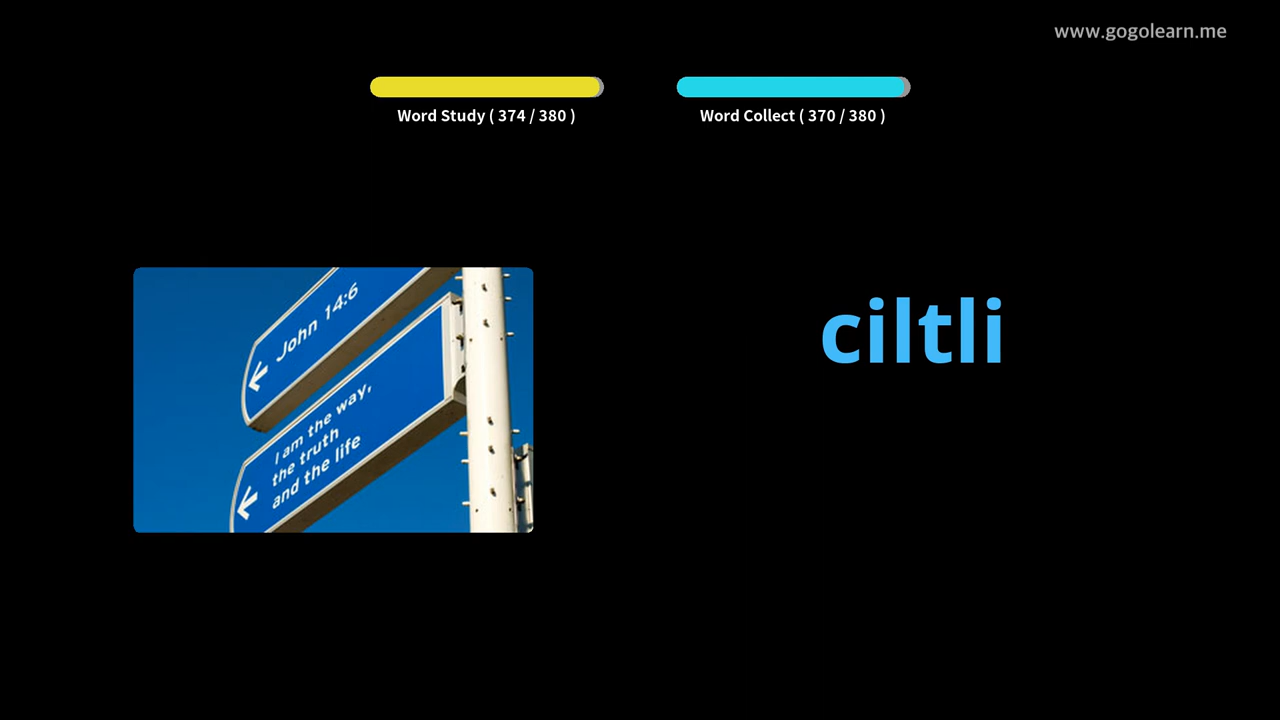 www.gogolearn.me
Word Study ( 374 / 380 )
Word Collect ( 370 / 380 )
John 14:6
I am the way,
the truth
and the life
ciltli